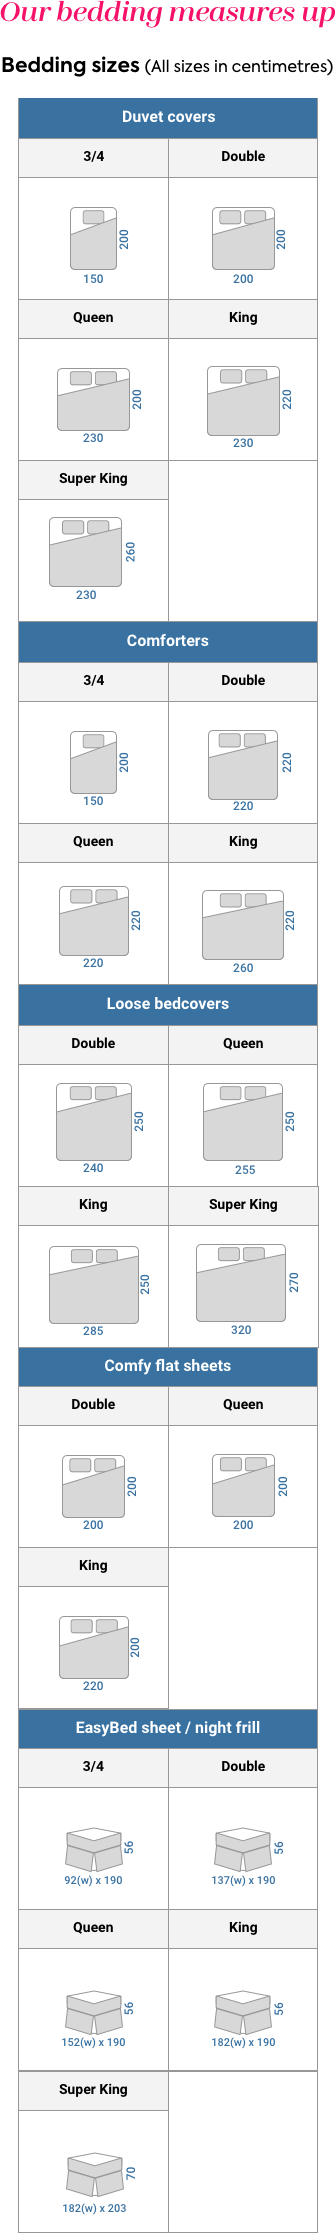 Our bedding measures up
Bedding sizes (All sizes in centimetres)
Duvet covers
3/4 Double
200 200
150 200
Queen King
200 220
230 230
Super King
260
230
Comforters
3/4 Double
200 220
150 220
Queen King
220 220
220 260
Loose bedcovers
Double Queen
250 250
240 255
King Super King
250 270
285 320
Comfy flat sheets
Double Queen
200 200
200 200
King
200
220
EasyBed sheet / night frill
3/4 Double
56 56
92(w) x 190 137(w) x 190
Queen King
56 56
152(w) x 190 182(w) x 190
Super King
70
182(w) x 203